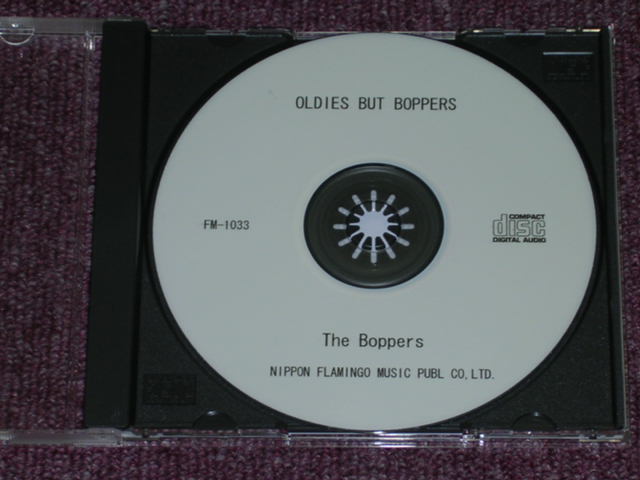 OLDIES BUT BOPPERS
FM-1033
COMPACT
disc
DIGITAL AUDIO
The Boppers
NIPPON FLAMINGO MUSIC PUBL CO,LTD.